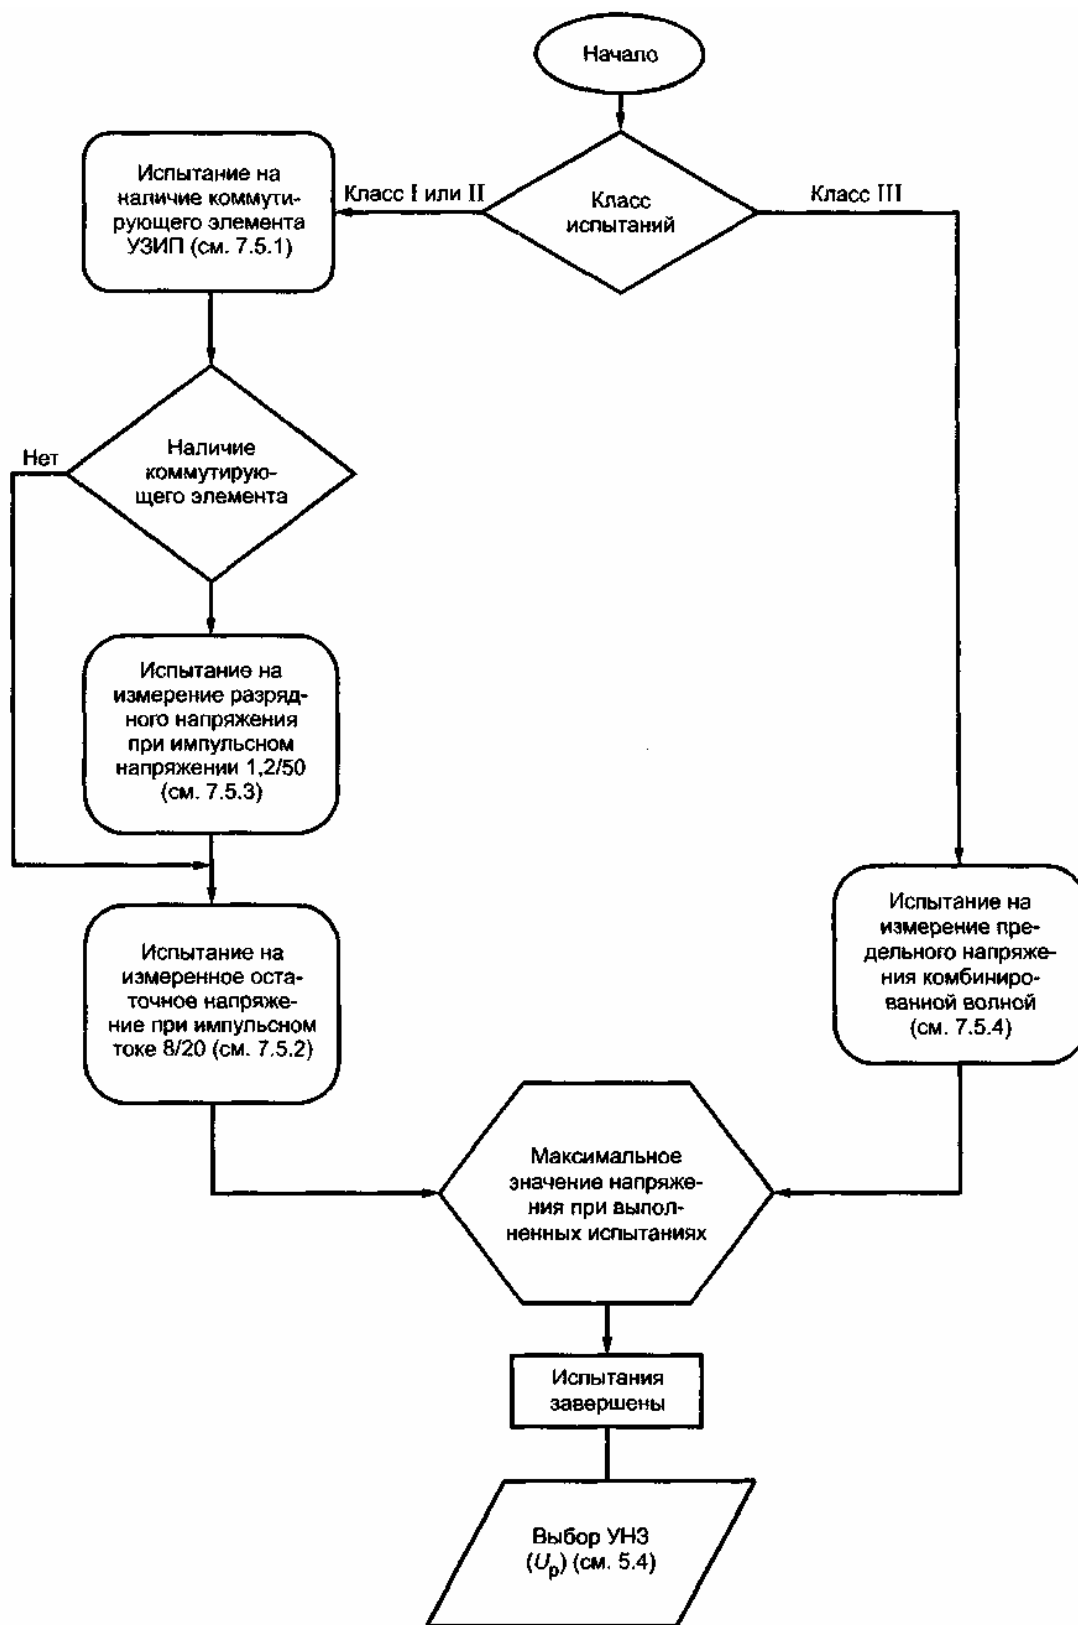 Начало
Класс
испытаний
Класс I или II
Класс III
Испытание на
наличие коммути-
рующего элемента
УЗИП (см. 7.5.1)
Наличие
коммутирую-
щего элемента
Нет
Испытание на
измерение разряд-
ного напряжения
при импульсном
напряжении 1,2/50
(см. 7.5.3)
Испытание на
измеренное оста-
точное напряже-
ние при импульсном
токе 8/20 (см. 7.5.2)
Испытание на
измерение пре-
дельного напряже-
ния комбиниро-
ванной волной
(см. 7.5.4)
Максимальное
значение напряже-
ния при выпол-
ненных испытаниях
Испытания
завершены
Выбор УНЗ
(Uр) (см. 5.4)